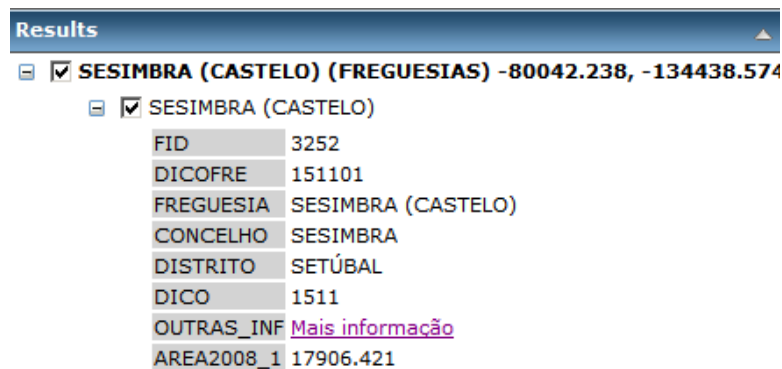 Results
SESIMBRA (CASTELO) (FREGUESIAS) -80042.238, -134438.574
SESIMBRA (CASTELO)
FID 3252
DICOFRE 151101
FREGUESIA SESIMBRA (CASTELO)
CONCELHO SESIMBRA
DISTRITO SETÚBAL
DICO 1511
OUTRAS_INF Mais informação
AREA2008_1 17906.421